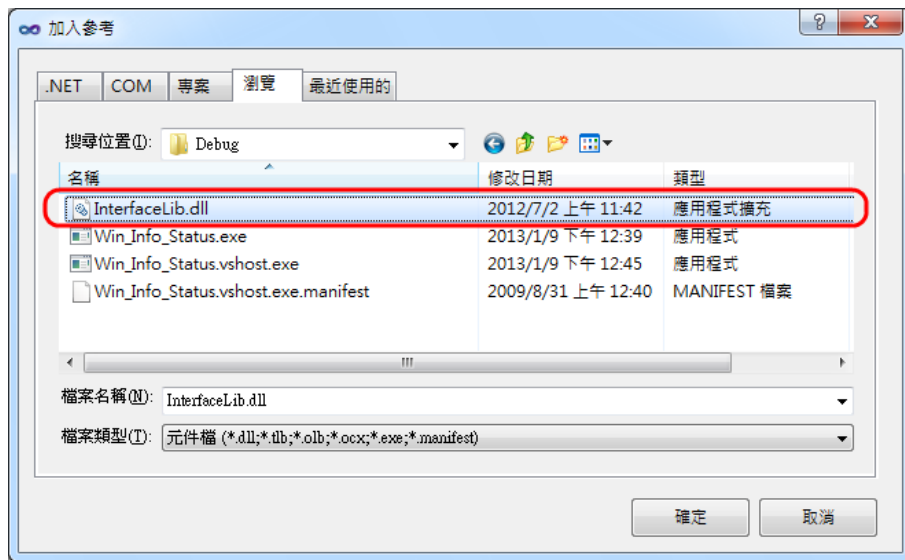 加入參考
.NET COM 專案 瀏覽 最近使用的
搜尋位置(I): Debug
名稱 修改日期 類型
InterfaceLib.dll 2012/7/2 上午 11:42 應用程式擴充
Win_Info_Status.exe 2013/1/9 下午 12:39 應用程式
Win_Info_Status.vshost.exe 2013/1/9 下午 12:45 應用程式
Win_Info_Status.vshost.exe.manifest 2009/8/31 上午 12:40 MANIFEST 檔案
檔案名稱(N): InterfaceLib.dll
檔案類型(T): 元件檔 (*.dll;*.tlb;*.olb;*.ocx;*.exe;*.manifest)
確定 取消